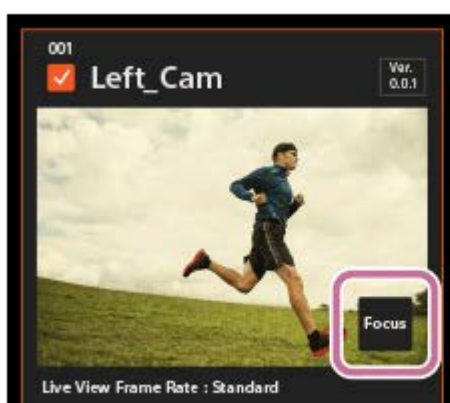 001
Left_Cam
Ver.
0.0.1
Focus
Live View Frame Rate : Standard